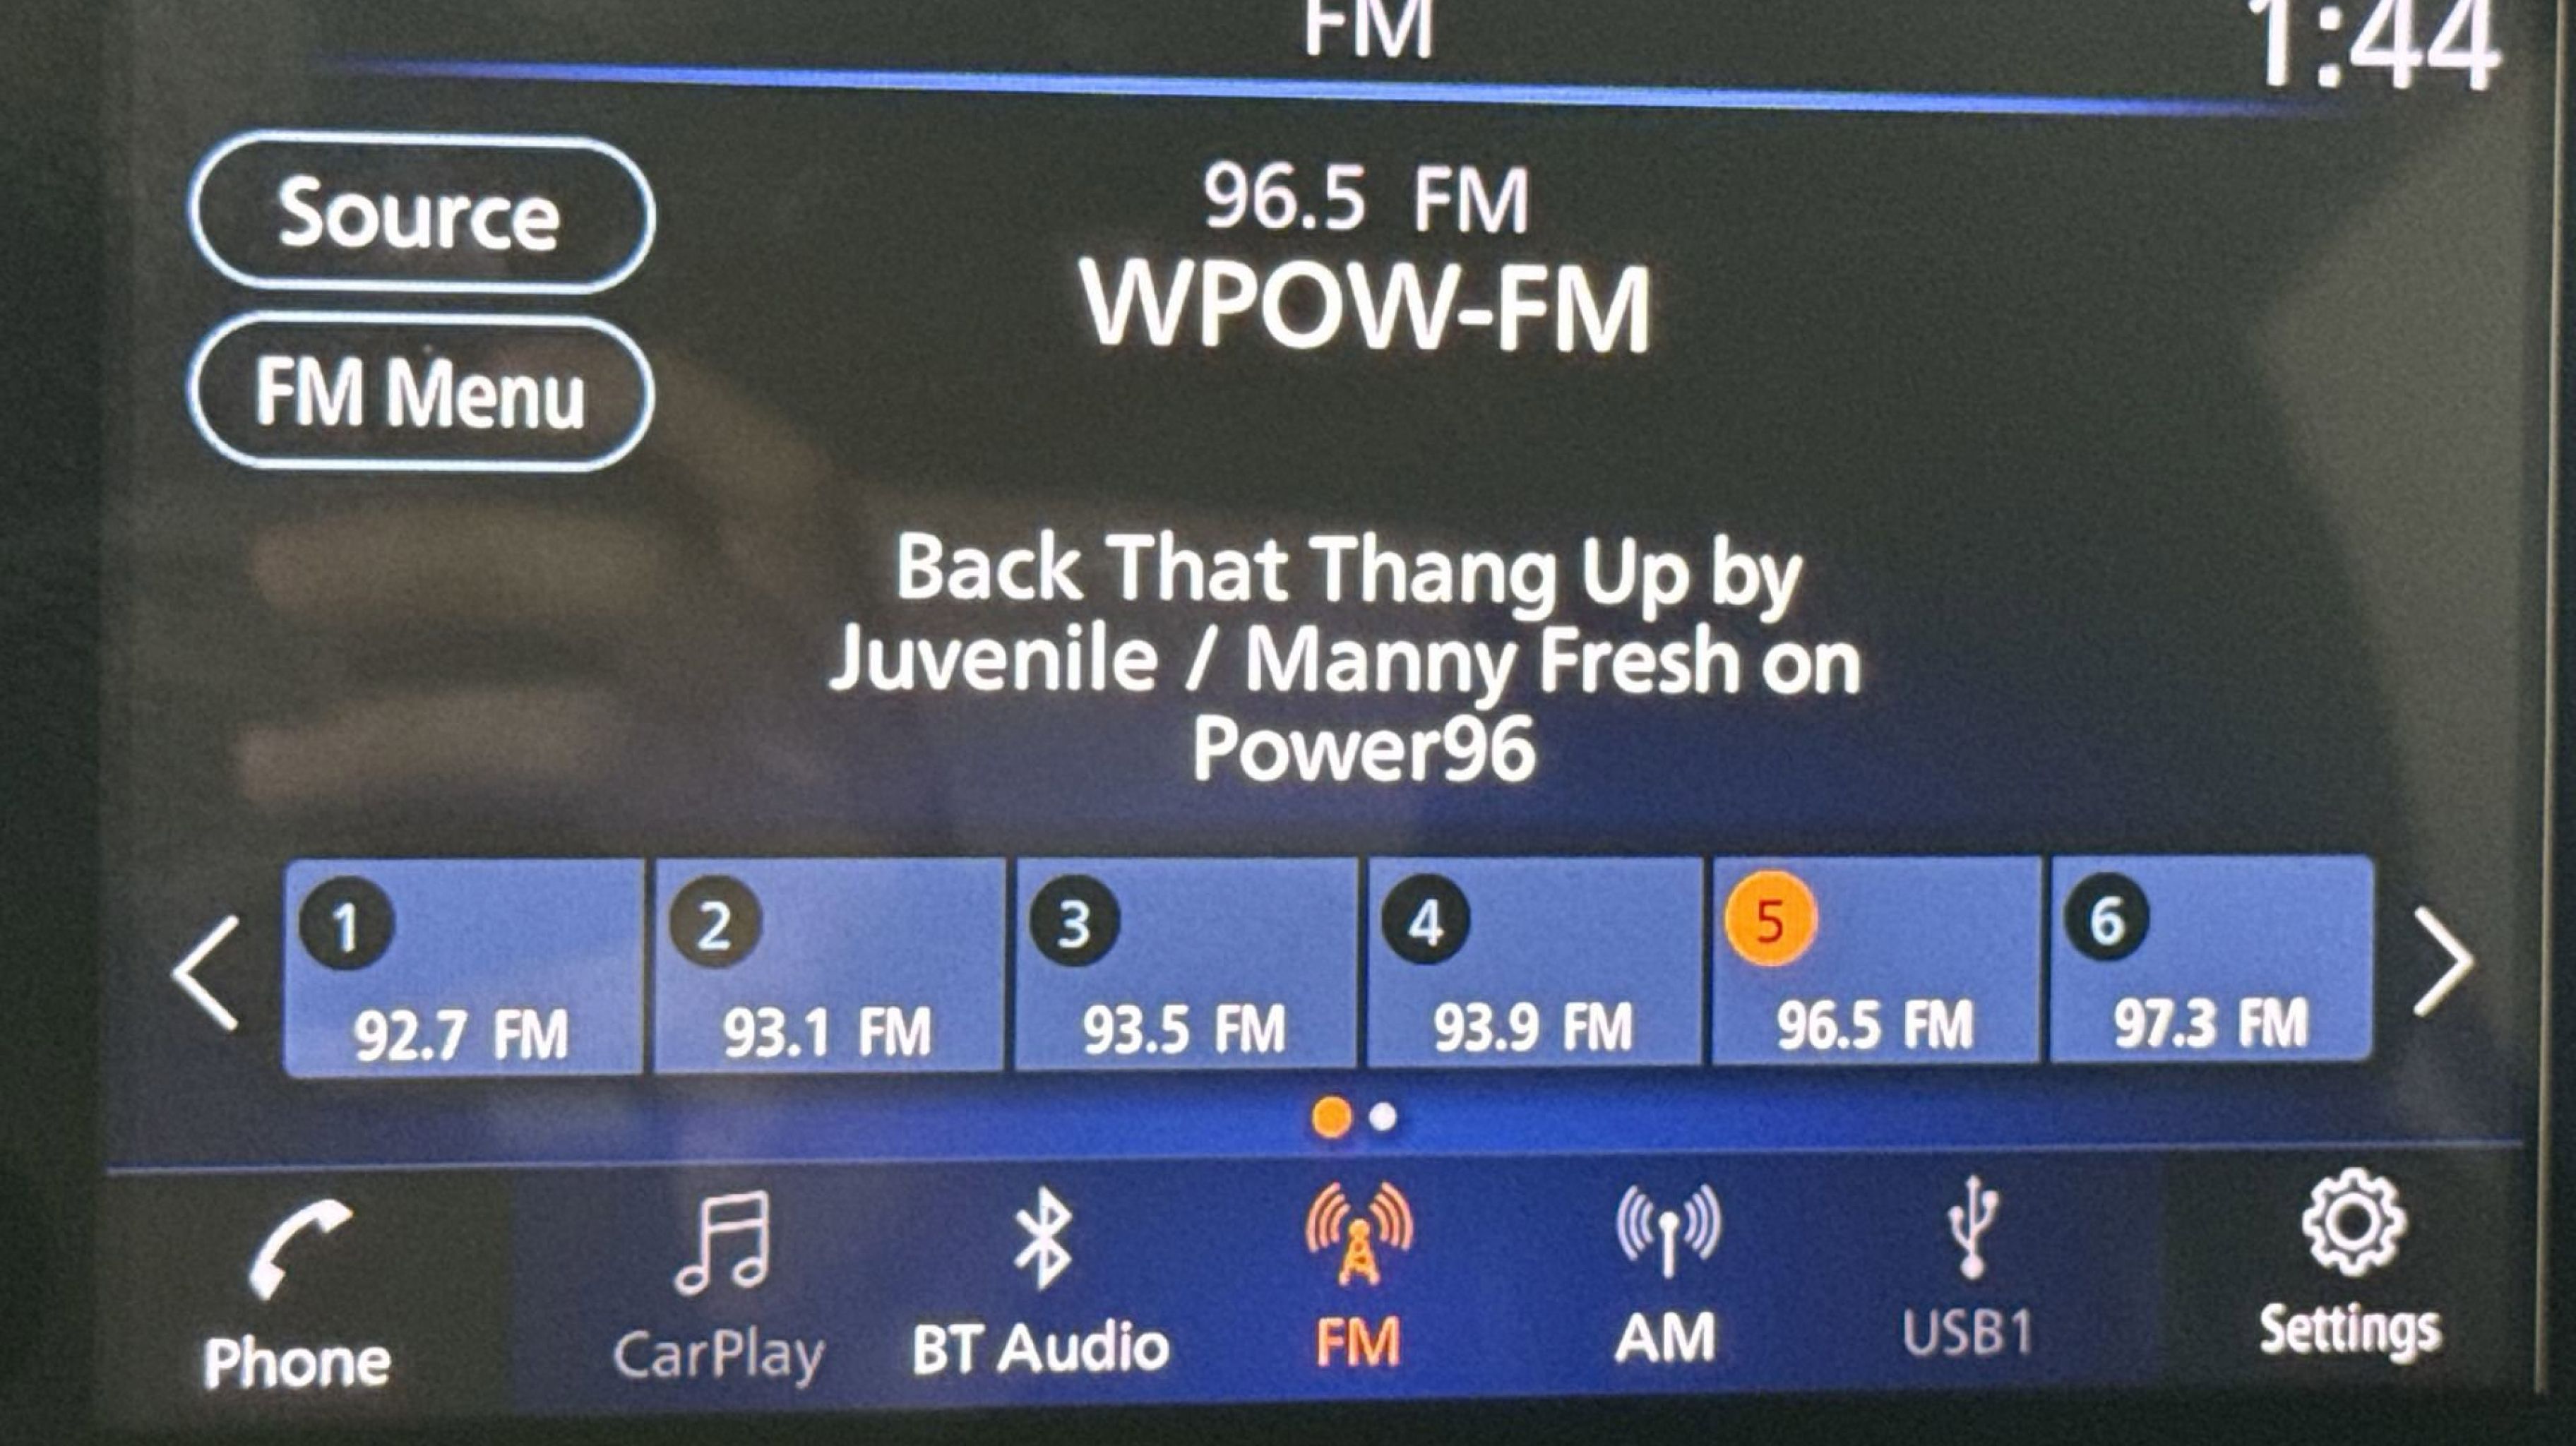 FM
1:44
Source
96.5 FM
WPOW-FM
FM Menu
Back That Thang Up by
Juvenile / Manny Fresh on
Power96
1
2
3
4
5
6
92.7 FM
93.1 FM
93.5 FM
93.9 FM
96.5 FM
97.3 FM
Phone
CarPlay
BT Audio
FM
AM
USB1
Settings